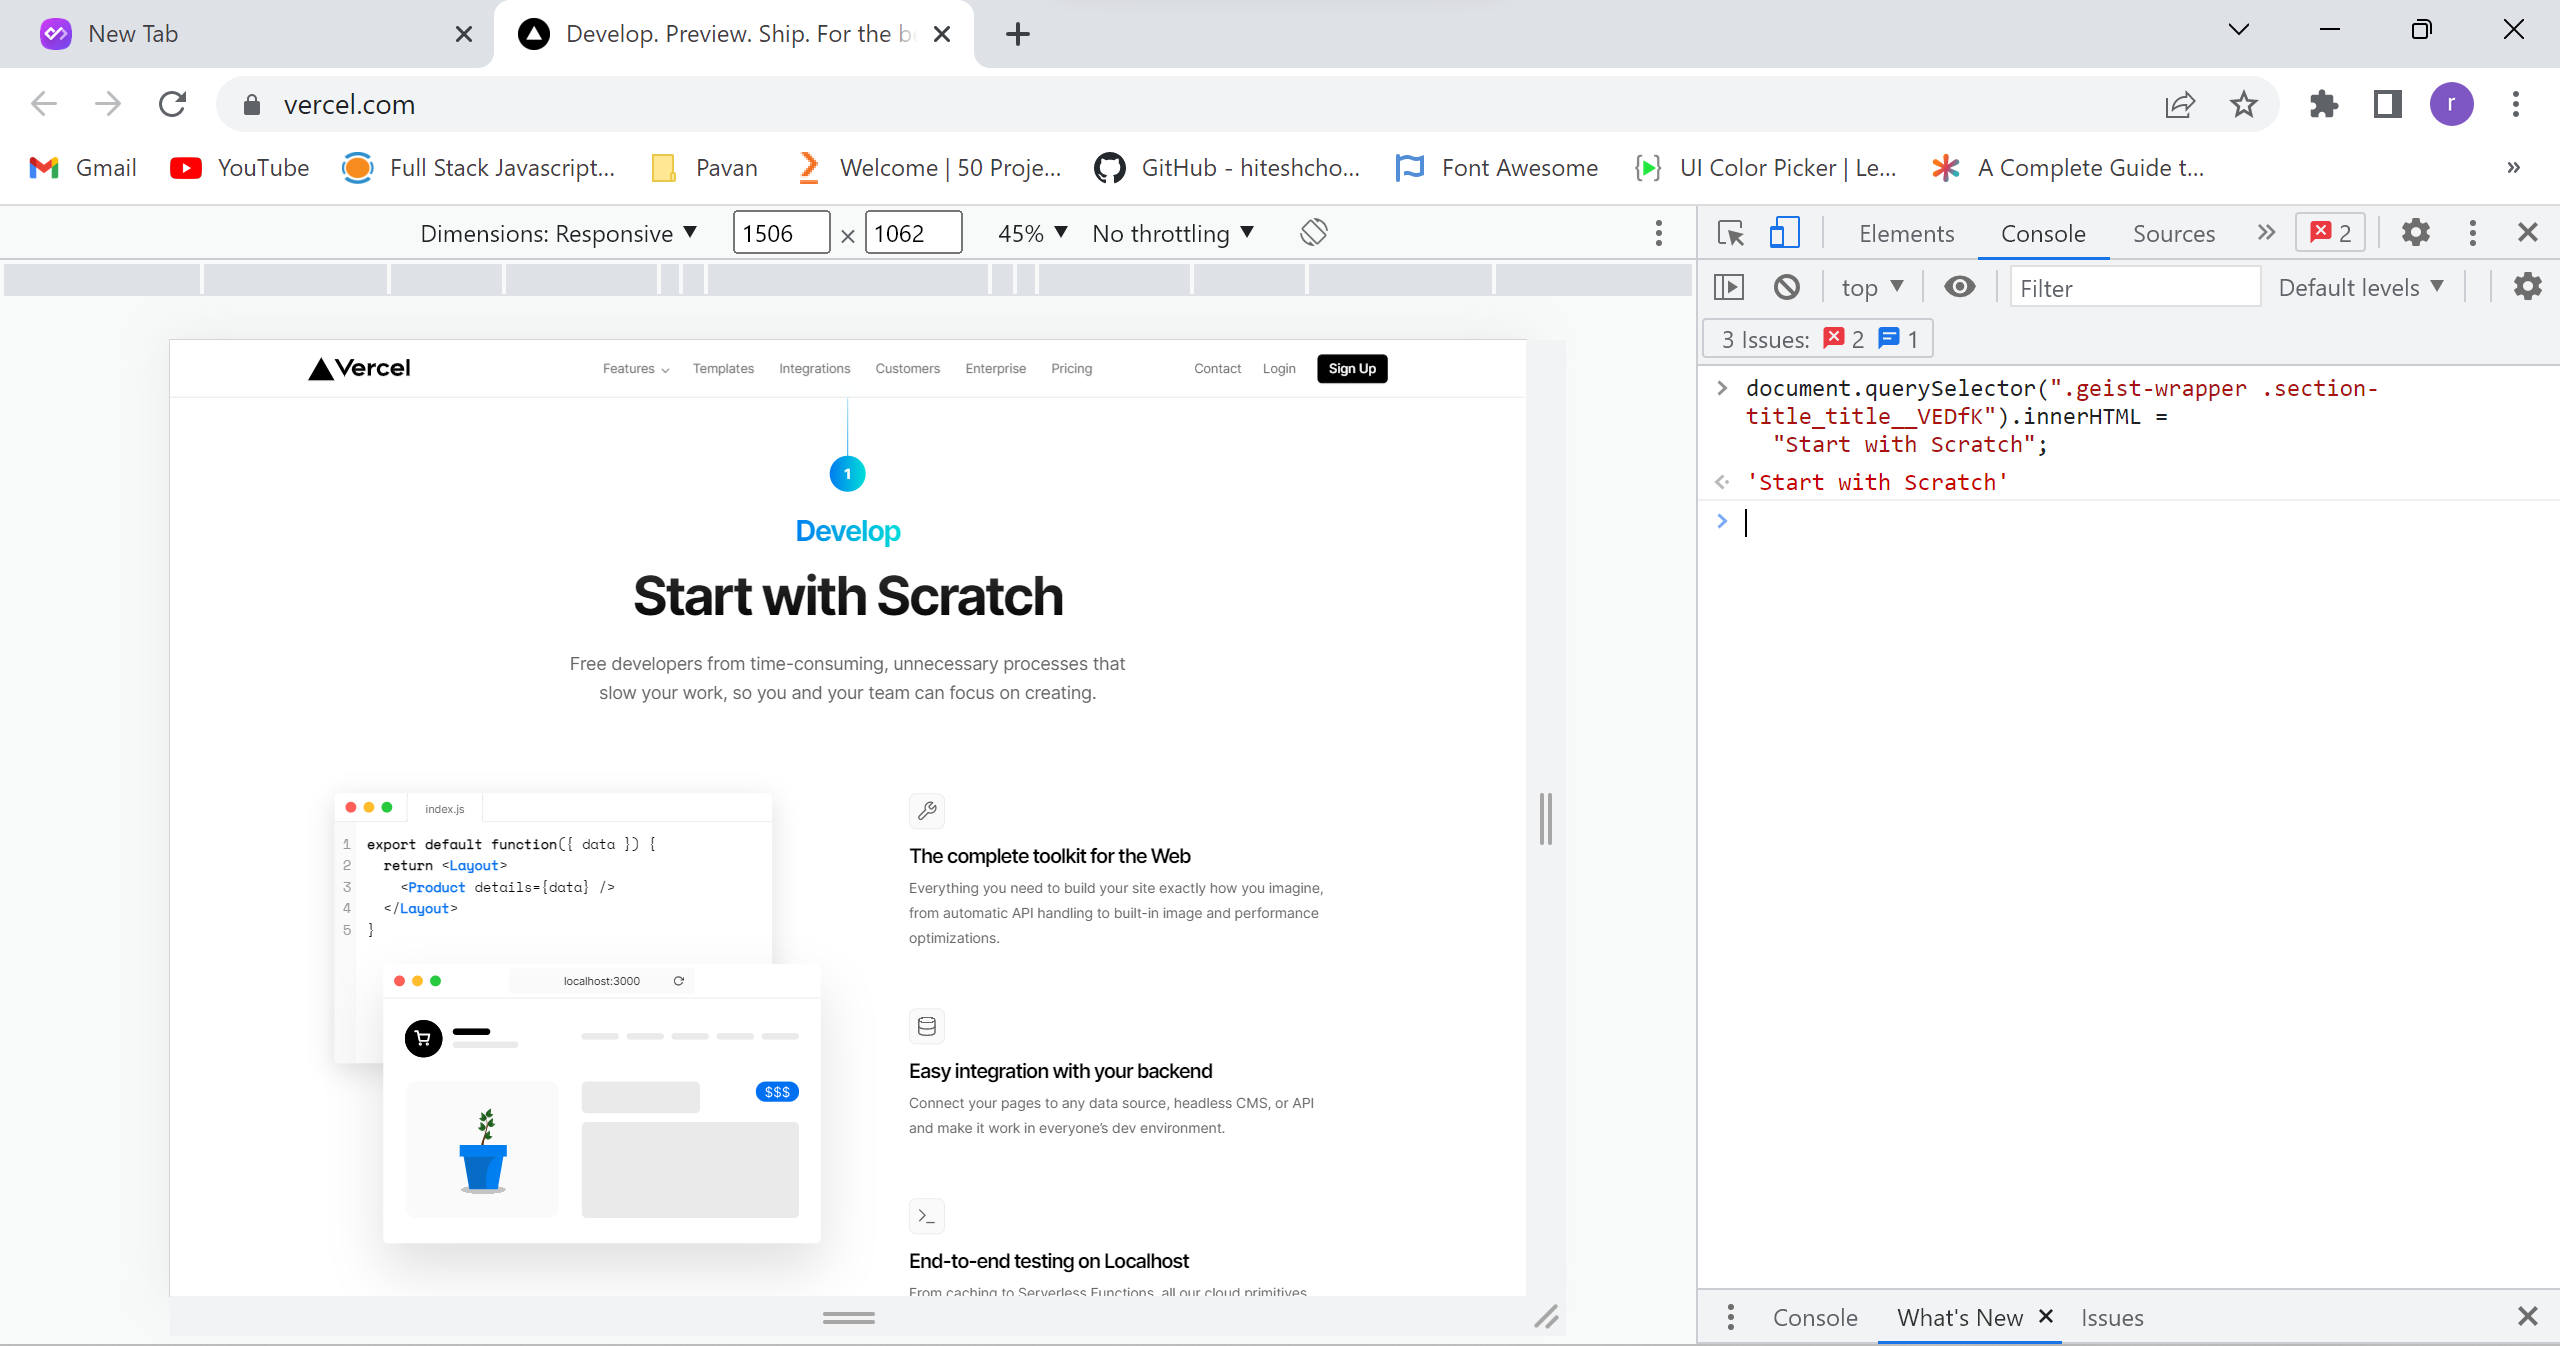 New Tab
Develop. Preview. Ship. For the
vercel.com
r
Gmail
YouTube
Full Stack Javascript...
Pavan
Welcome | 50 Proje...
GitHub - hiteshcho...
Font Awesome
UI Color Picker | Le...
A Complete Guide t...
»
Dimensions: Responsive
1506 × 1062
45%
No throttling
Elements
Console
Sources
»
2
top
Filter
Default levels
3 Issues: 2 1
document.querySelector(".geist-wrapper .section-
title_title__VEDfK").innerHTML =
"Start with Scratch";
'Start with Scratch'
Vercel
Features
Templates
Integrations
Customers
Enterprise
Pricing
Contact
Login
Sign Up
1
Develop
Start with Scratch
Free developers from time-consuming, unnecessary processes that
slow your work, so you and your team can focus on creating.
index.js
1 export default function({ data }) {
2 return <Layout>
3 <Product details={data} />
4 </Layout>
5 }
localhost:3000
$$$
The complete toolkit for the Web
Everything you need to build your site exactly how you imagine,
from automatic API handling to built-in image and performance
optimizations.
Easy integration with your backend
Connect your pages to any data source, headless CMS, or API
and make it work in everyone's dev environment.
End-to-end testing on Localhost
From caching to Serverless Functions, all our cloud primitives
Console
What's New
Issues